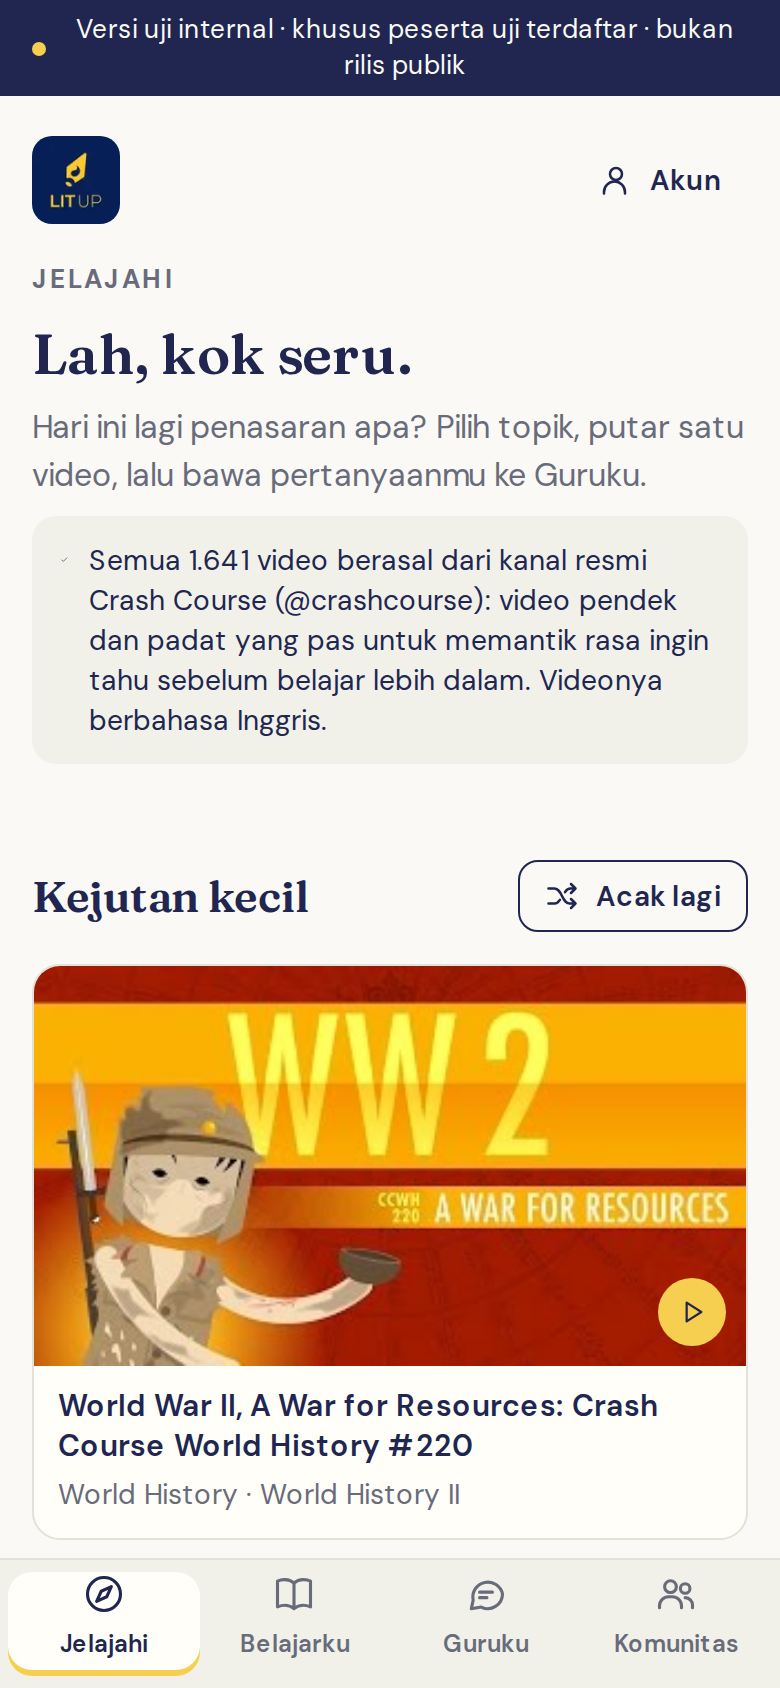 Versi uji internal · khusus peserta uji terdaftar · bukan
rilis publik
LITUP
Akun
JELAJAHI
Lah, kok seru.
Hari ini lagi penasaran apa? Pilih topik, putar satu
video, lalu bawa pertanyaanmu ke Guruku.
Semua 1.641 video berasal dari kanal resmi
Crash Course (@crashcourse): video pendek
dan padat yang pas untuk memantik rasa ingin
tahu sebelum belajar lebih dalam. Videonya
berbahasa Inggris.
Kejutan kecil
Acak lagi
WW 2
CCWH
220
A WAR FOR RESOURCES
World War II, A War for Resources: Crash
Course World History #220
World History · World History II
Jelajahi
Belajarku
Guruku
Komunitas